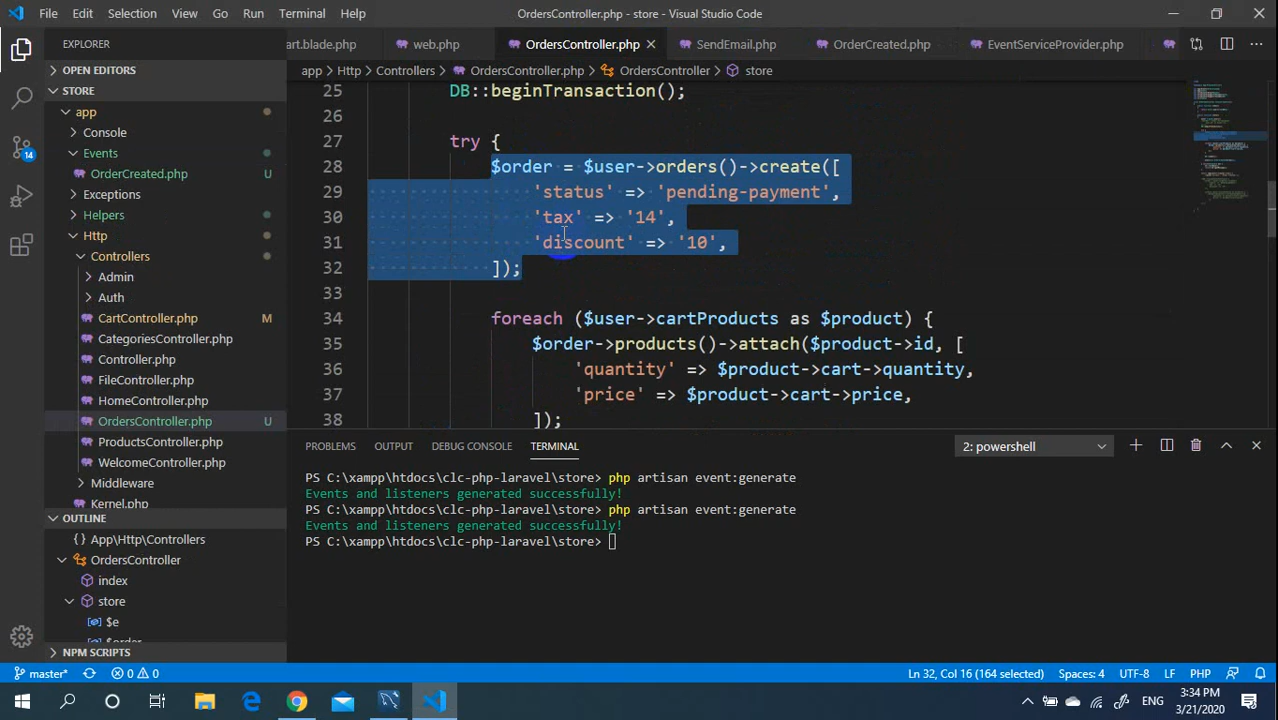 File Edit Selection View Go Run Terminal Help OrdersController.php - store - Visual Studio Code
EXPLORER
art.blade.php web.php OrdersController.php SendEmail.php OrderCreated.php EventServiceProvider.php
OPEN EDITORS
STORE
app
Console
Events
OrderCreated.php U
Exceptions
Helpers
Http
Controllers
Admin
Auth
CartController.php M
CategoriesController.php
Controller.php
FileController.php
HomeController.php
OrdersController.php U
ProductsController.php
WelcomeController.php
Middleware
Kernel.php
OUTLINE
{} App\Http\Controllers
OrdersController
index
store
$e
$order
NPM SCRIPTS
14
app > Http > Controllers > OrdersController.php > OrdersController > store
25 DB::beginTransaction();
26
27 try {
28 $order = $user->orders()->create([
29 'status' => 'pending-payment',
30 'tax' => '14',
31 'discount' => '10',
32 ]);
33
34 foreach ($user->cartProducts as $product) {
35 $order->products()->attach($product->id, [
36 'quantity' => $product->cart->quantity,
37 'price' => $product->cart->price,
38 ]);
PROBLEMS OUTPUT DEBUG CONSOLE TERMINAL 2: powershell
PS C:\xampp\htdocs\clc-php-laravel\store> php artisan event:generate
Events and listeners generated successfully!
PS C:\xampp\htdocs\clc-php-laravel\store> php artisan event:generate
Events and listeners generated successfully!
PS C:\xampp\htdocs\clc-php-laravel\store>
master* 0 0 Ln 32, Col 16 (164 selected) Spaces: 4 UTF-8 LF PHP
ENG 3:34 PM
3/21/2020